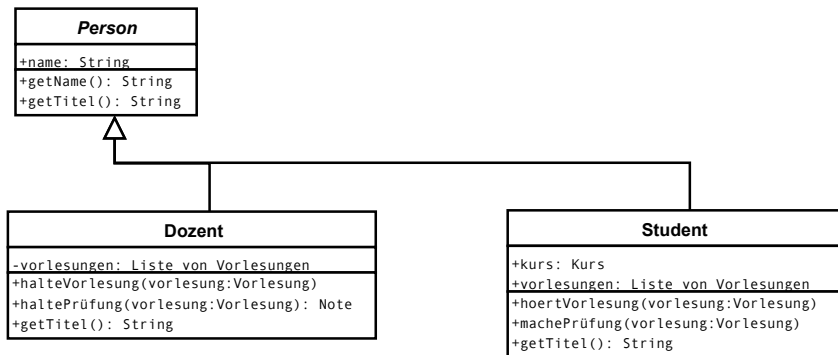 Person
+name: String
+getName(): String
+getTitel(): String
Dozent
-vorlesungen: Liste von Vorlesungen
+halteVorlesung(vorlesung:Vorlesung)
+haltePrüfung(vorlesung:Vorlesung): Note
+getTitel(): String
Student
+kurs: Kurs
+vorlesungen: Liste von Vorlesungen
+hoertVorlesung(vorlesung:Vorlesung)
+machePrüfung(vorlesung:Vorlesung)
+getTitel(): String